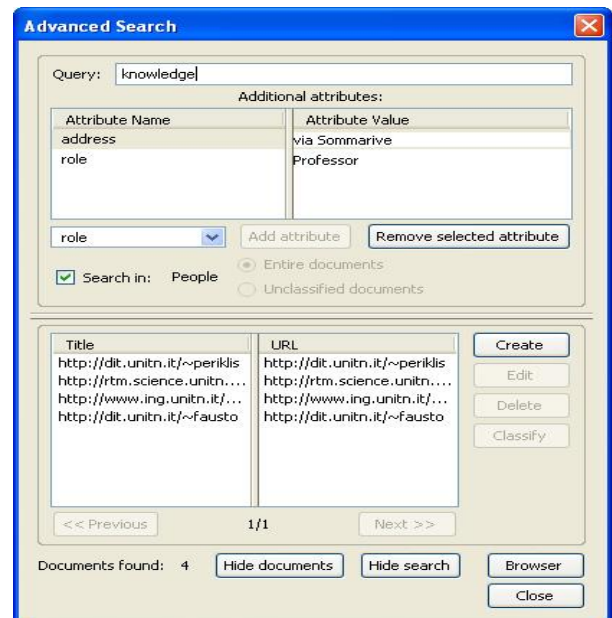 Advanced Search
Query: knowledge
Additional attributes:
Attribute Name Attribute Value
address via Sommarive
role Professor
role Add attribute Remove selected attribute
Search in: People Entire documents
Unclassified documents
Title URL Create
http://dit.unitn.it/~periklis http://dit.unitn.it/~periklis
http://rtm.science.unitn.... http://rtm.science.unitn.... Edit
http://www.ing.unitn.it/... http://www.ing.unitn.it/...
http://dit.unitn.it/~fausto http://dit.unitn.it/~fausto Delete
Classify
<< Previous 1/1 Next >>
Documents found: 4 Hide documents Hide search Browser
Close